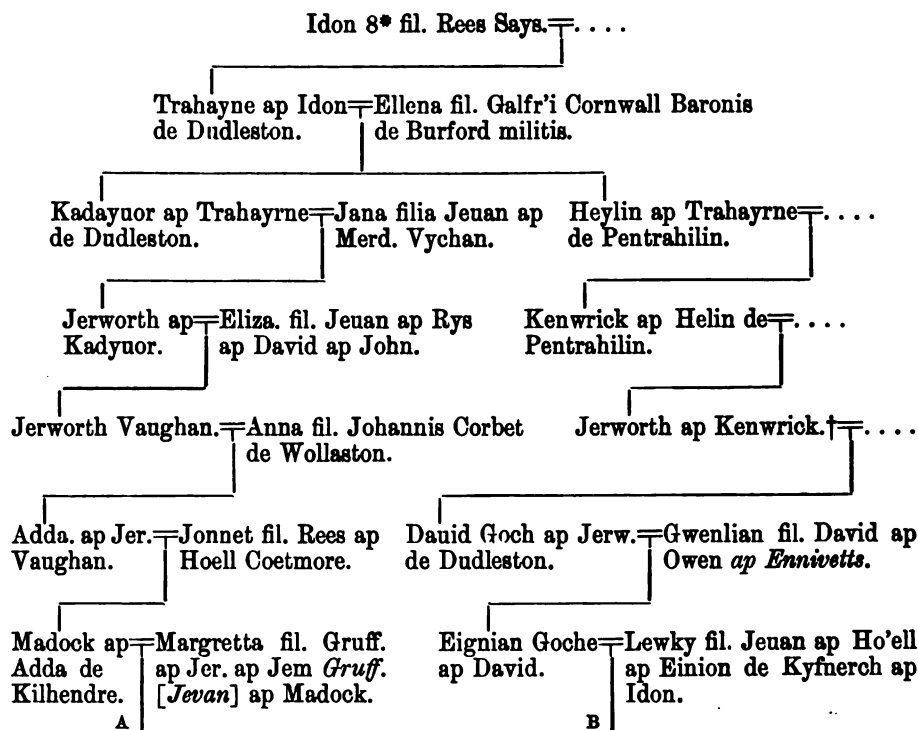 Idon 8* fil. Rees Says. . . . .
Trahayne ap Idon Ellena fil. Galfr'i Cornwall Baronis
de Dudleston. de Burford militis.
Kadaynor ap Trahayrne Jana filia Jeuan ap Heylin ap Trahayrne . . . .
de Dudleston. Merd. Vychan. de Pentrahilin.
Jerworth ap Eliza. fil. Jeuan ap Rys Kenwrick ap Helin de . . . .
Kadynor. ap David ap John. Pentrahilin.
Jerworth Vaughan. Anna fil. Johannis Corbet Jerworth ap Kenwrick.† . . . .
de Wollaston.
Adda. ap Jer. Jonnet fil. Rees ap Dauid Goch ap Jerw. Gwenlian fil. David ap
Vaughan. Hoell Coetmore. de Dudleston. Owen ap Ennivetts.
Madock ap Margretta fil. Gruff. Eignian Goche Lewky fil. Jeuan ap Ho'ell
Adda de ap Jer. ap Jem Gruff. ap David. ap Einion de Kyfnerch ap
Kilhendre. [Jevan] ap Madock. Idon.
A B